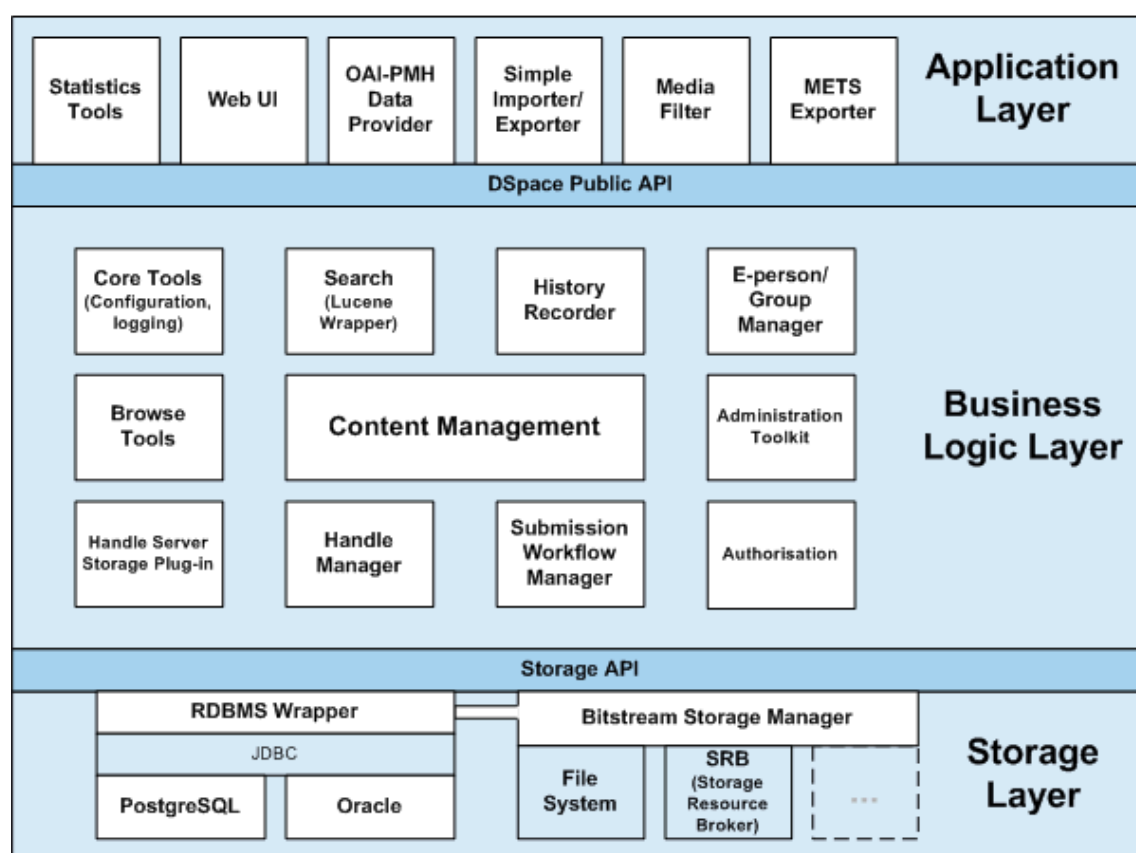 Statistics
Tools
Web UI
OAI-PMH
Data
Provider
Simple
Importer/
Exporter
Media
Filter
METS
Exporter
Application
Layer
DSpace Public API
Core Tools
(Configuration,
logging)
Search
(Lucene
Wrapper)
History
Recorder
E-person/
Group
Manager
Browse
Tools
Content Management
Administration
Toolkit
Business
Logic Layer
Handle Server
Storage Plug-in
Handle
Manager
Submission
Workflow
Manager
Authorisation
Storage API
RDBMS Wrapper
JDBC
PostgreSQL
Oracle
Bitstream Storage Manager
File
System
SRB
(Storage
Resource
Broker)
...
Storage
Layer